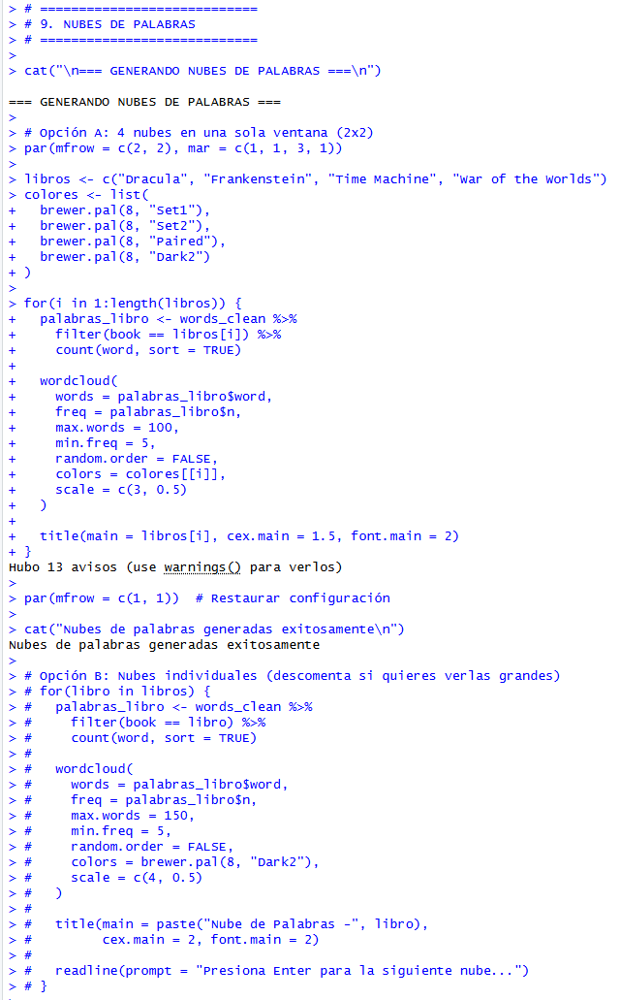 > # ============================
> # 9. NUBES DE PALABRAS
> # ============================
>
> cat("\n=== GENERANDO NUBES DE PALABRAS ===\n")

=== GENERANDO NUBES DE PALABRAS ===
>
> # Opción A: 4 nubes en una sola ventana (2x2)
> par(mfrow = c(2, 2), mar = c(1, 1, 3, 1))
>
> libros <- c("Dracula", "Frankenstein", "Time Machine", "War of the Worlds")
> colores <- list(
+   brewer.pal(8, "Set1"),
+   brewer.pal(8, "Set2"),
+   brewer.pal(8, "Paired"),
+   brewer.pal(8, "Dark2")
+ )
>
> for(i in 1:length(libros)) {
+   palabras_libro <- words_clean %>%
+     filter(book == libros[i]) %>%
+     count(word, sort = TRUE)
+
+   wordcloud(
+     words = palabras_libro$word,
+     freq = palabras_libro$n,
+     max.words = 100,
+     min.freq = 5,
+     random.order = FALSE,
+     colors = colores[[i]],
+     scale = c(3, 0.5)
+   )
+
+   title(main = libros[i], cex.main = 1.5, font.main = 2)
+ }
Hubo 13 avisos (use warnings() para verlos)
>
> par(mfrow = c(1, 1))  # Restaurar configuración
>
> cat("Nubes de palabras generadas exitosamente\n")
Nubes de palabras generadas exitosamente
>
> # Opción B: Nubes individuales (descomenta si quieres verlas grandes)
> # for(libro in libros) {
> #   palabras_libro <- words_clean %>%
> #     filter(book == libro) %>%
> #     count(word, sort = TRUE)
> #
> #   wordcloud(
> #     words = palabras_libro$word,
> #     freq = palabras_libro$n,
> #     max.words = 150,
> #     min.freq = 5,
> #     random.order = FALSE,
> #     colors = brewer.pal(8, "Dark2"),
> #     scale = c(4, 0.5)
> #   )
> #
> #   title(main = paste("Nube de Palabras -", libro),
> #         cex.main = 2, font.main = 2)
> #
> #   readline(prompt = "Presiona Enter para la siguiente nube...")
> # }